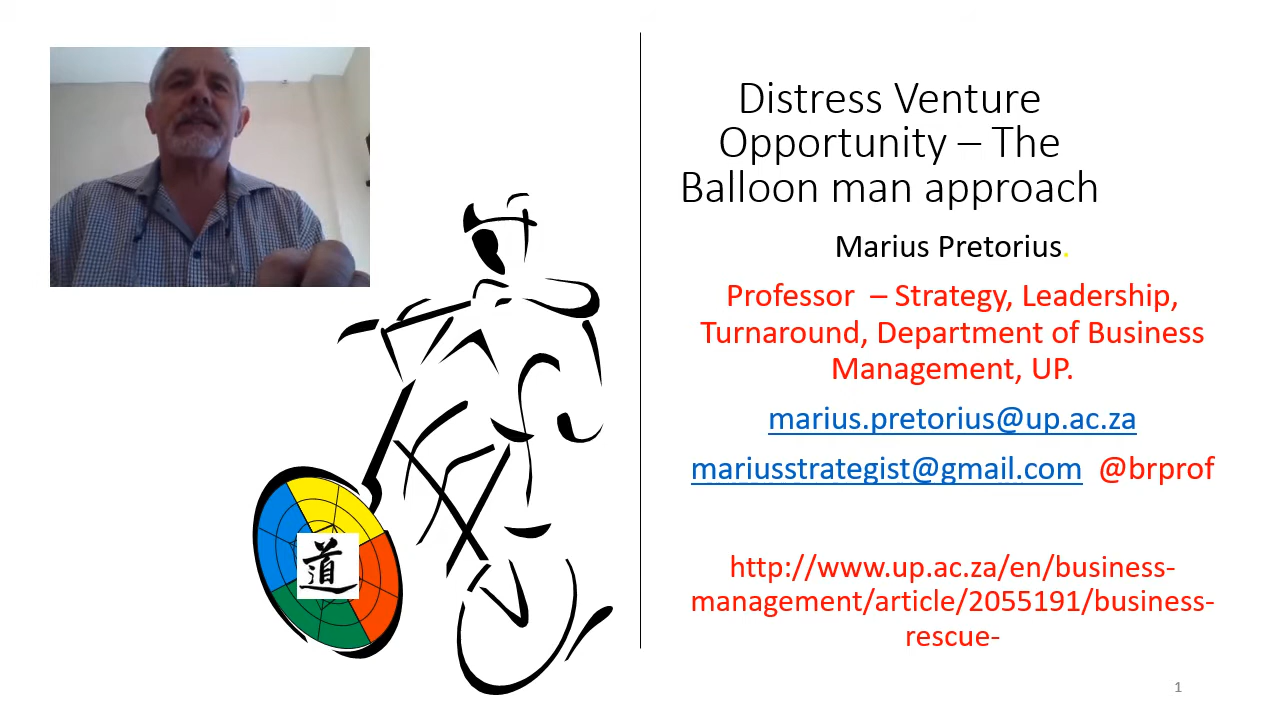 Distress Venture
Opportunity – The
Balloon man approach
Marius Pretorius.
Professor – Strategy, Leadership,
Turnaround, Department of Business
Management, UP.
marius.pretorius@up.ac.za
mariusstrategist@gmail.com @brprof
http://www.up.ac.za/en/business-
management/article/2055191/business-
rescue-
道
1